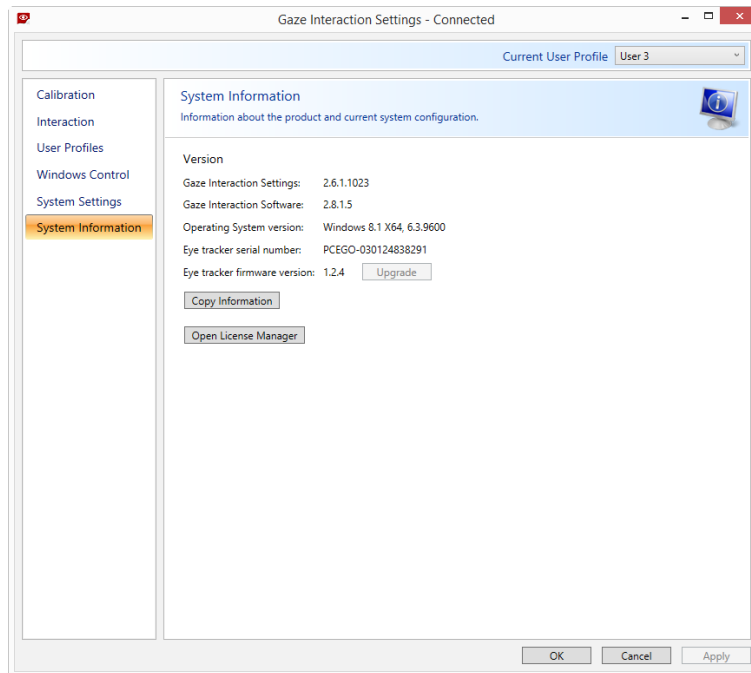 Gaze Interaction Settings - Connected
Current User Profile User 3
Calibration
Interaction
User Profiles
Windows Control
System Settings
System Information
System Information
Information about the product and current system configuration.
Version
Gaze Interaction Settings: 2.6.1.1023
Gaze Interaction Software: 2.8.1.5
Operating System version: Windows 8.1 X64, 6.3.9600
Eye tracker serial number: PCEGO-030124838291
Eye tracker firmware version: 1.2.4 Upgrade
Copy Information
Open License Manager
OK Cancel Apply